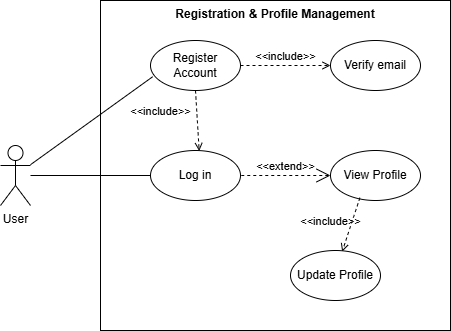 Registration & Profile Management
Register
Account
<<include>>
Verify email
<<include>>
Log in
<<extend>>
View Profile
User
<<include>>
Update Profile